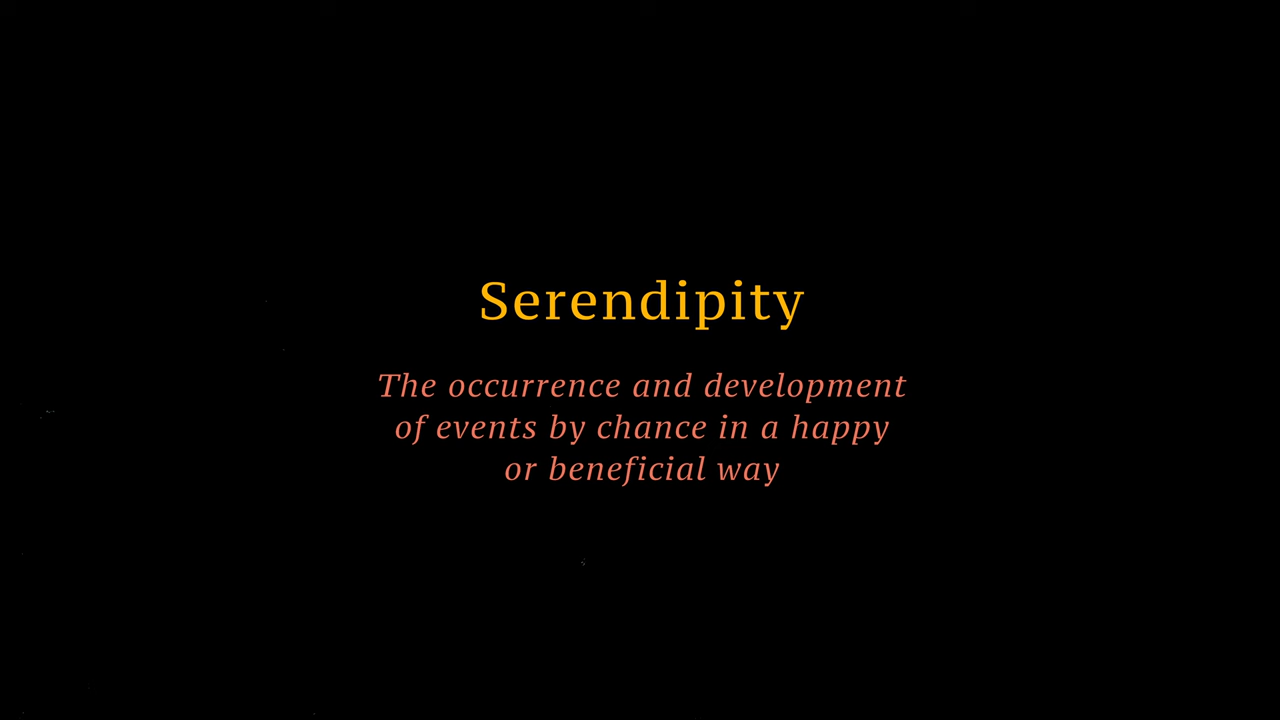 Serendipity
The occurrence and development
of events by chance in a happy
or beneficial way